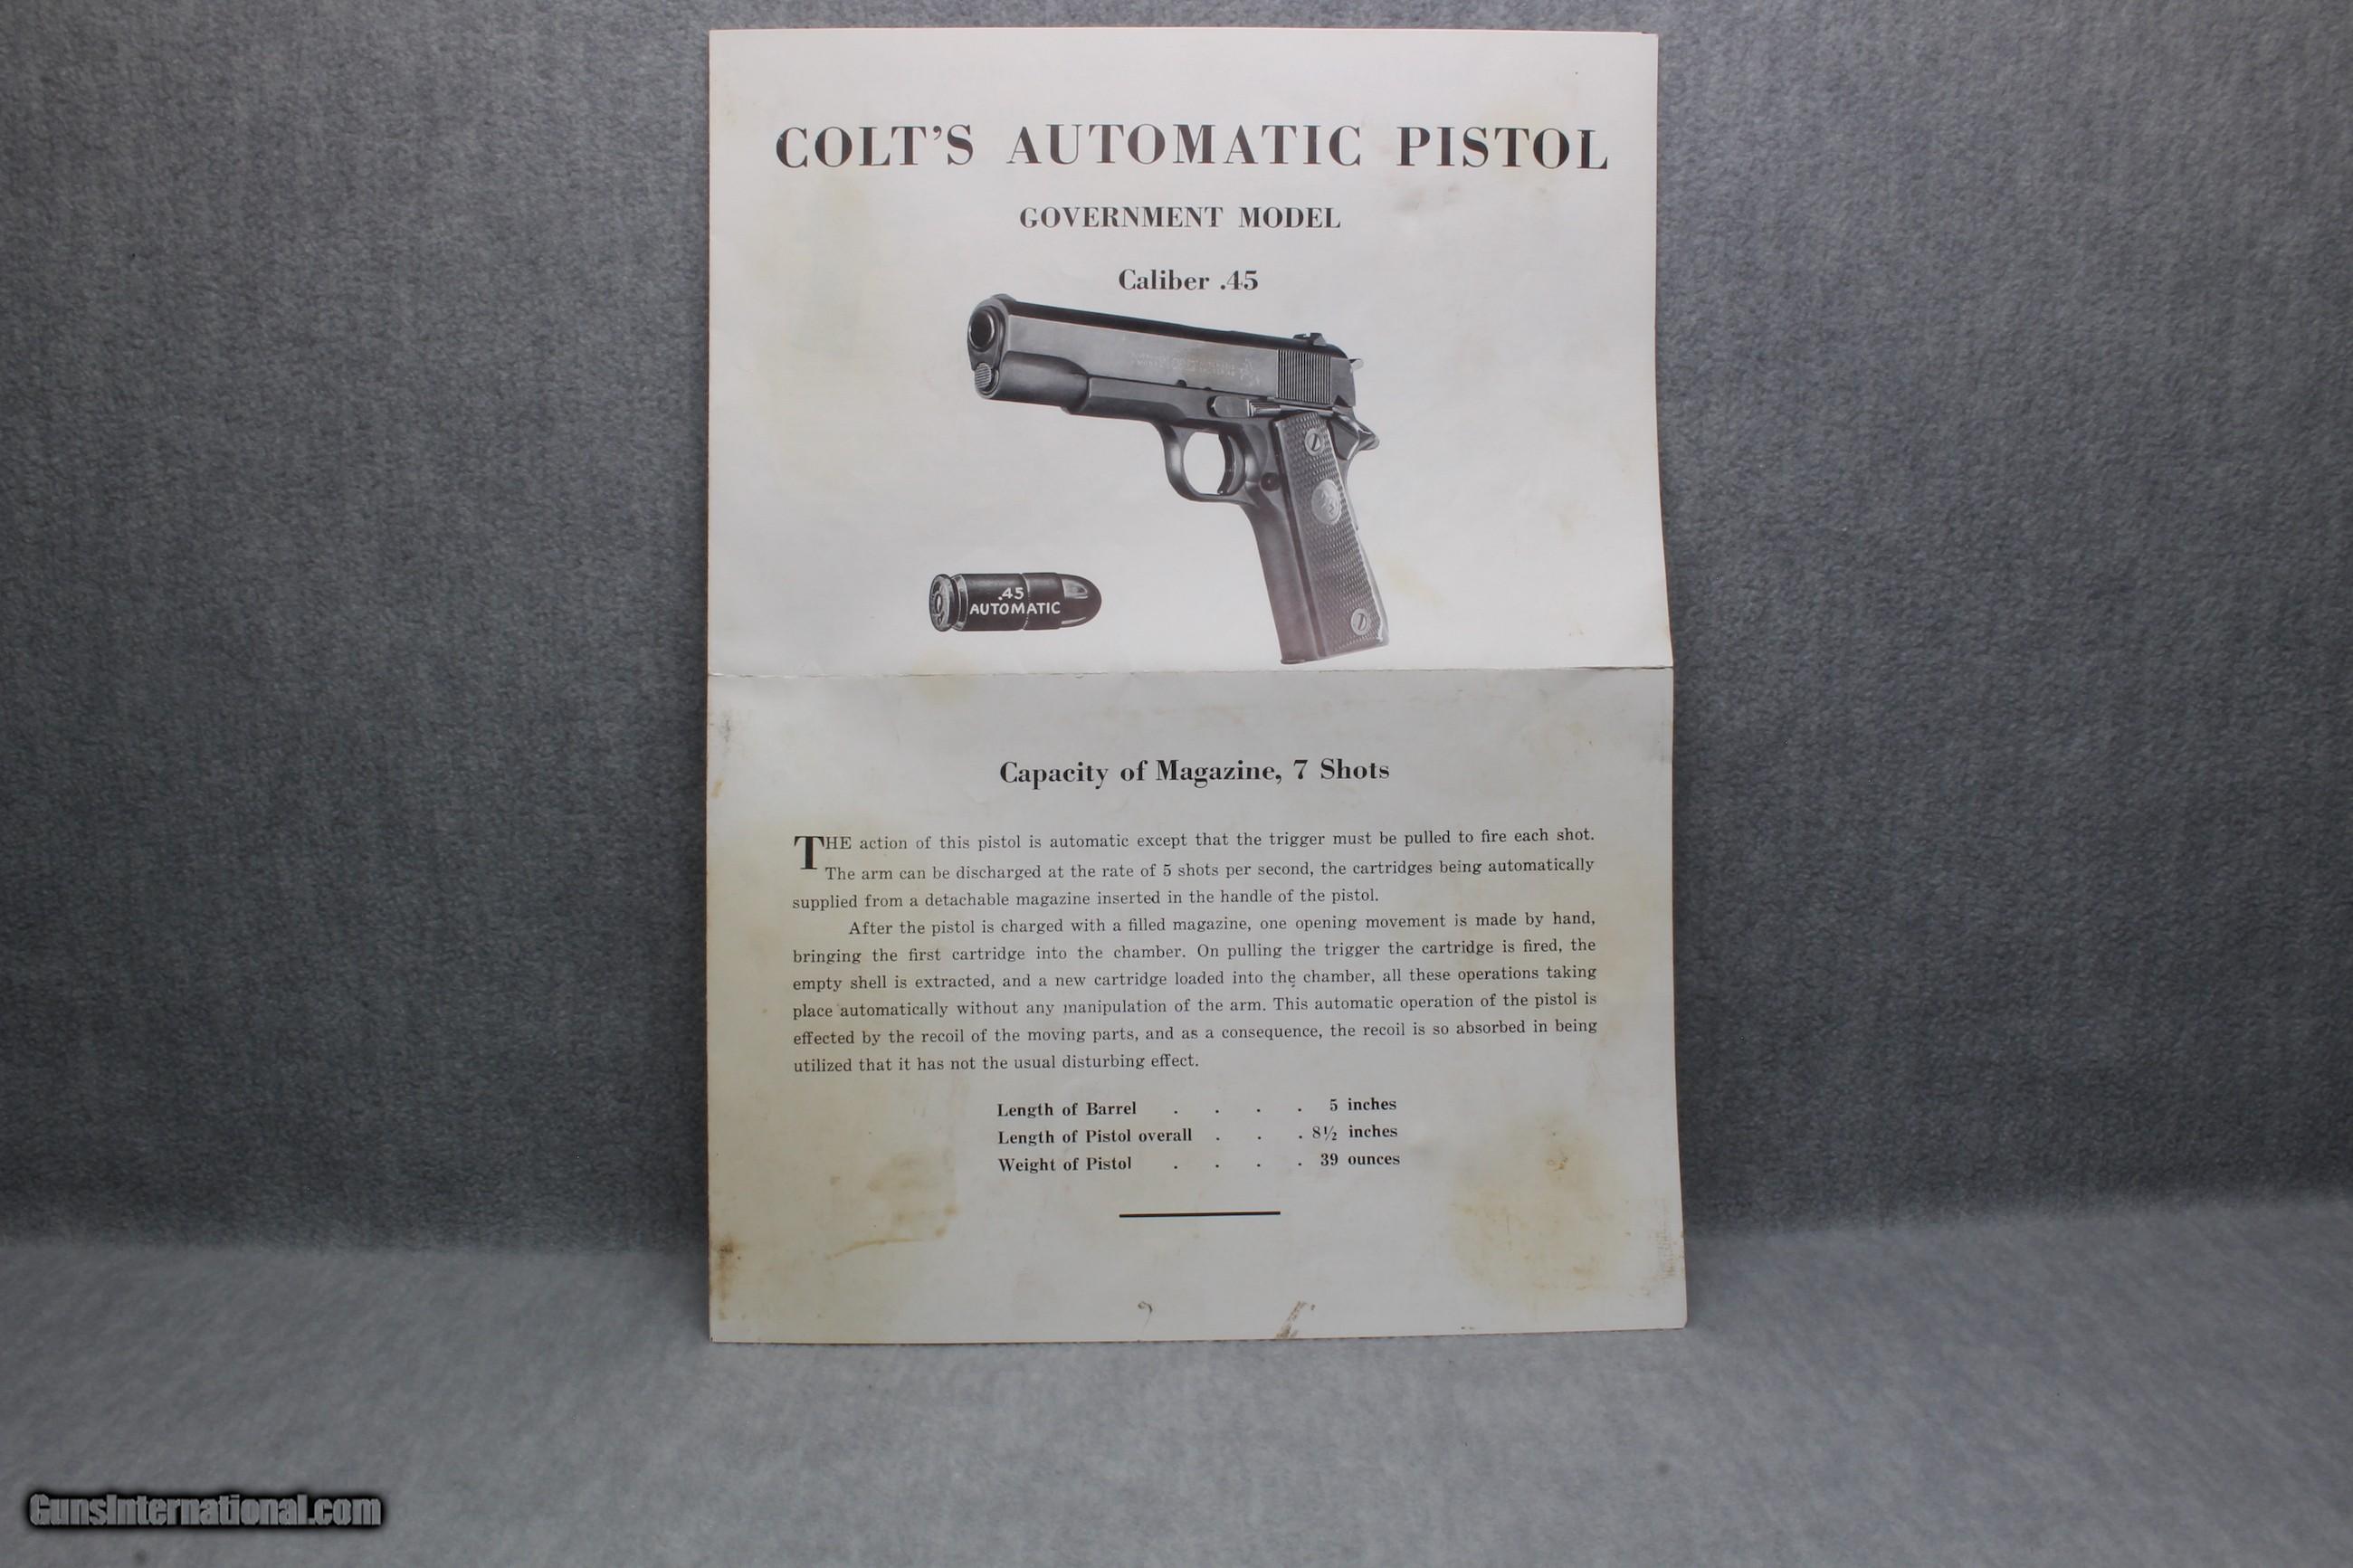 COLT'S AUTOMATIC PISTOL
GOVERNMENT MODEL
Caliber .45
.45
AUTOMATIC
Capacity of Magazine, 7 Shots
THE action of this pistol is automatic except that the trigger must be pulled to fire each shot.
The arm can be discharged at the rate of 5 shots per second, the cartridges being automatically
supplied from a detachable magazine inserted in the handle of the pistol.
After the pistol is charged with a filled magazine, one opening movement is made by hand,
bringing the first cartridge into the chamber. On pulling the trigger the cartridge is fired, the
empty shell is extracted, and a new cartridge loaded into the chamber, all these operations taking
place automatically without any manipulation of the arm. This automatic operation of the pistol is
effected by the recoil of the moving parts, and as a consequence, the recoil is so absorbed in being
utilized that it has not the usual disturbing effect.
Length of Barrel . . . . 5 inches
Length of Pistol overall . . . 8½ inches
Weight of Pistol . . . . 39 ounces
GunsInternational.com